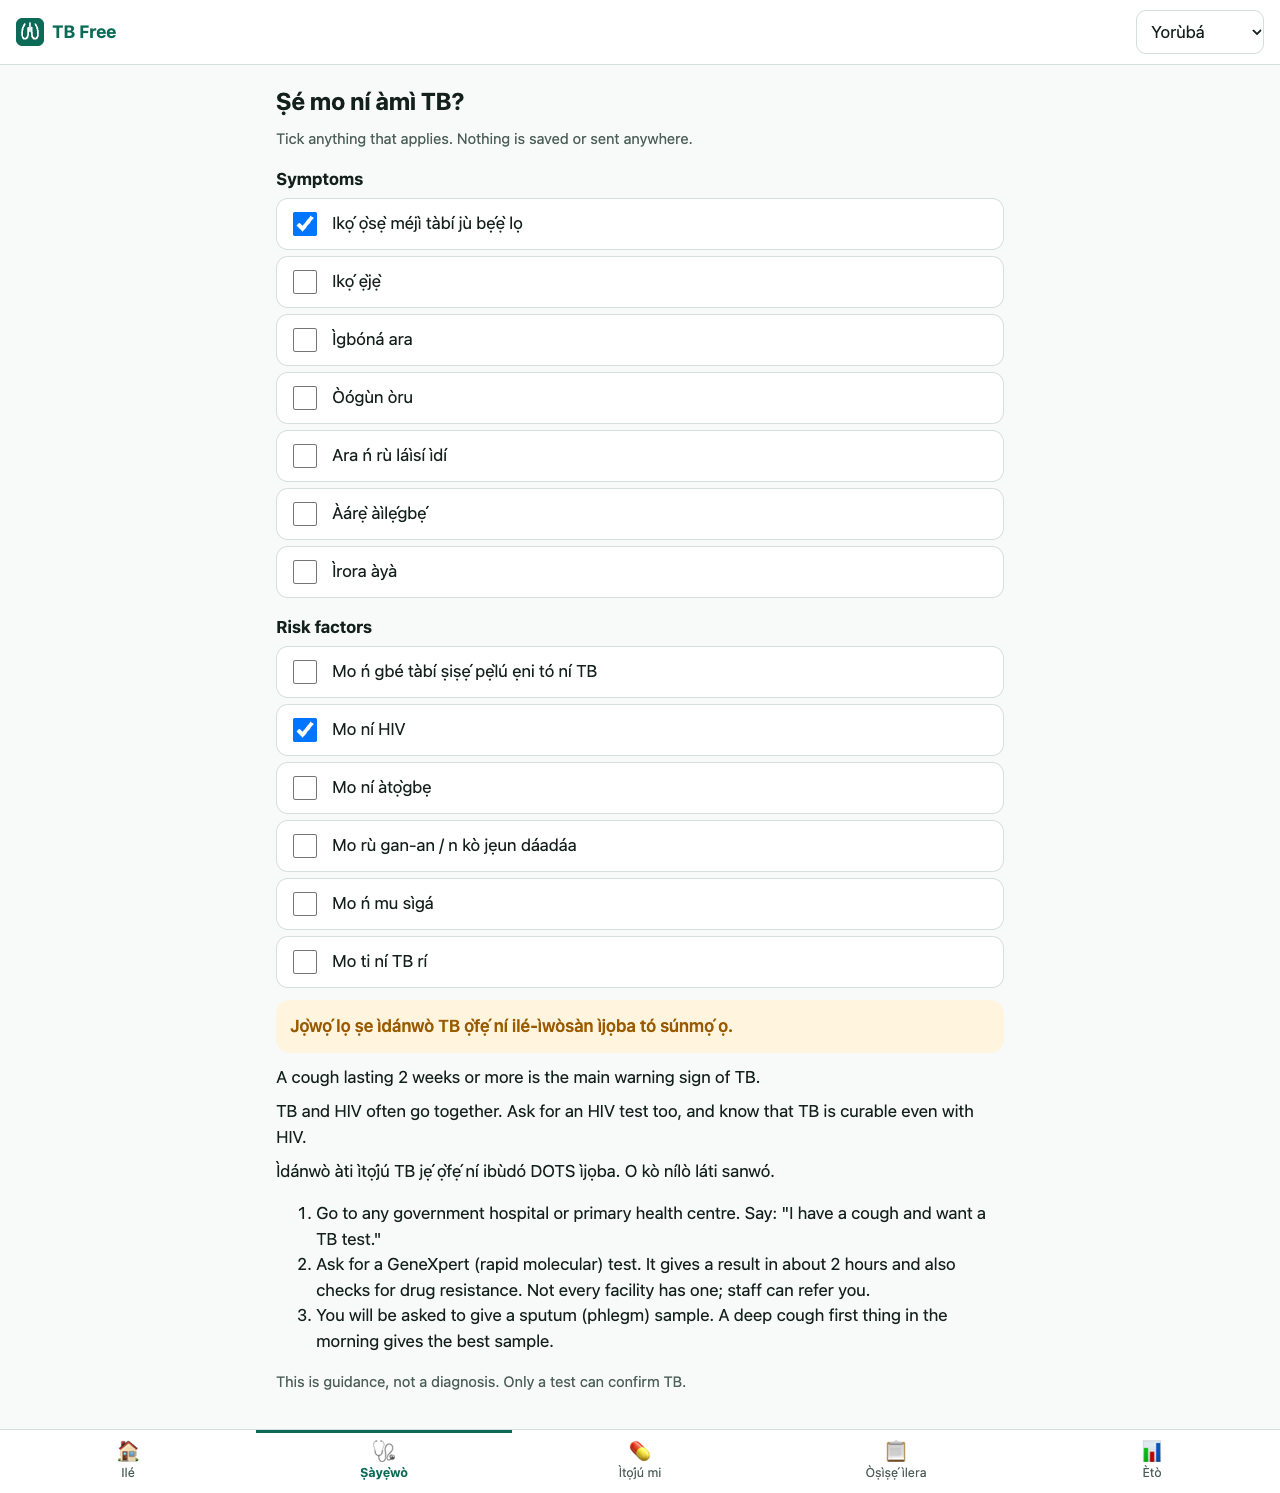 TB Free
Yorùbá
Ṣé mo ní àmì TB?
Tick anything that applies. Nothing is saved or sent anywhere.
Symptoms
Ikọ́ ọ̀sẹ̀ méjì tàbí jù bẹ́ẹ̀ lọ
Ikọ́ ẹ̀jẹ̀
Ìgbóná ara
Òógùn òru
Ara ń rù láìsí ìdí
Àárẹ̀ àìlẹ́gbẹ́
Ìrora àyà
Risk factors
Mo ń gbé tàbí ṣiṣẹ́ pẹ̀lú ẹni tó ní TB
Mo ní HIV
Mo ní àtọ̀gbẹ
Mo rù gan-an / n kò jẹun dáadáa
Mo ń mu sìgá
Mo ti ní TB rí
Jọ̀wọ́ lọ ṣe ìdánwò TB ọ̀fẹ́ ní ilé-ìwòsàn ìjọba tó súnmọ́ ọ.
A cough lasting 2 weeks or more is the main warning sign of TB.
TB and HIV often go together. Ask for an HIV test too, and know that TB is curable even with
HIV.
Ìdánwò àti ìtọ́jú TB jẹ́ ọ̀fẹ́ ní ibùdó DOTS ìjọba. O kò nílò láti sanwó.
1. Go to any government hospital or primary health centre. Say: "I have a cough and want a
TB test."
2. Ask for a GeneXpert (rapid molecular) test. It gives a result in about 2 hours and also
checks for drug resistance. Not every facility has one; staff can refer you.
3. You will be asked to give a sputum (phlegm) sample. A deep cough first thing in the
morning gives the best sample.
This is guidance, not a diagnosis. Only a test can confirm TB.
Ilé
Ṣàyẹ̀wò
Ìtọ́jú mi
Òṣìṣẹ́ ìlera
Ètò